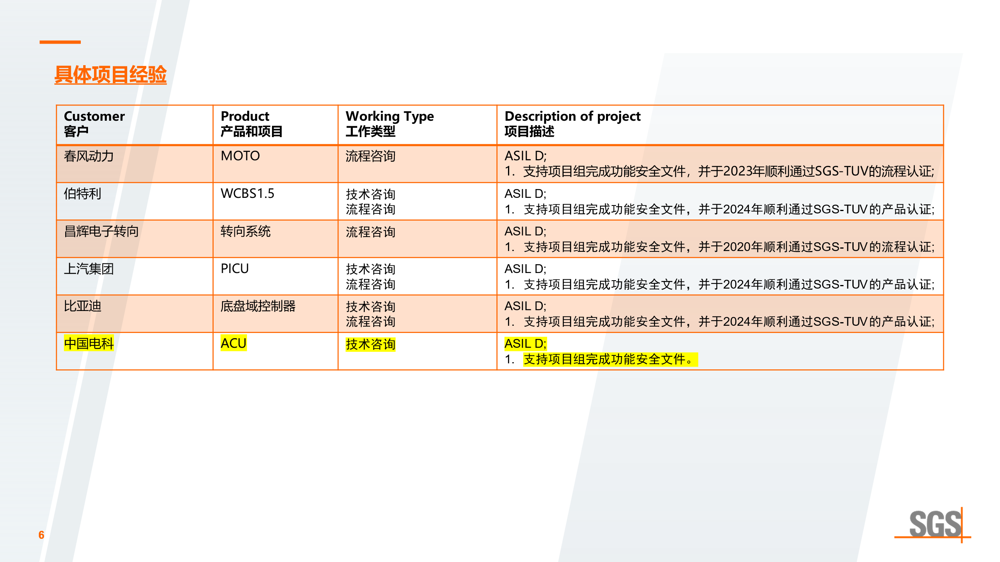 具体项目经验
Customer
客户
Product
产品和项目
Working Type
工作类型
Description of project
项目描述
春风动力
MOTO
流程咨询
ASIL D;
1. 支持项目组完成功能安全文件，并于2023年顺利通过SGS-TUV的流程认证;
伯特利
WCBS1.5
技术咨询
流程咨询
ASIL D;
1. 支持项目组完成功能安全文件，并于2024年顺利通过SGS-TUV的产品认证;
昌辉电子转向
转向系统
流程咨询
ASIL D;
1. 支持项目组完成功能安全文件，并于2020年顺利通过SGS-TUV的流程认证;
上汽集团
PICU
技术咨询
流程咨询
ASIL D;
1. 支持项目组完成功能安全文件，并于2024年顺利通过SGS-TUV的产品认证;
比亚迪
底盘域控制器
技术咨询
流程咨询
ASIL D;
1. 支持项目组完成功能安全文件，并于2024年顺利通过SGS-TUV的产品认证;
中国电科
ACU
技术咨询
ASIL D;
1. 支持项目组完成功能安全文件。
6
SGS